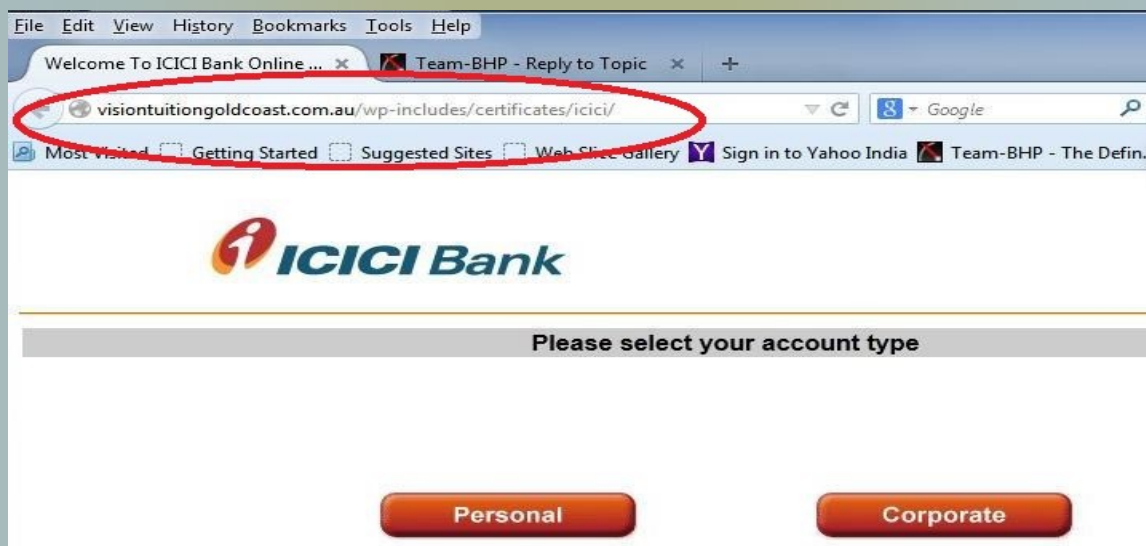 File Edit View History Bookmarks Tools Help
Welcome To ICICI Bank Online ... × Team-BHP - Reply to Topic × +
visiontuitiongoldcoast.com.au/wp-includes/certificates/icici/ 8 Google
Most Visited Getting Started Suggested Sites Web Slice Gallery Y Sign in to Yahoo India Team-BHP - The Defin.
i ICICI Bank
Please select your account type
Personal Corporate